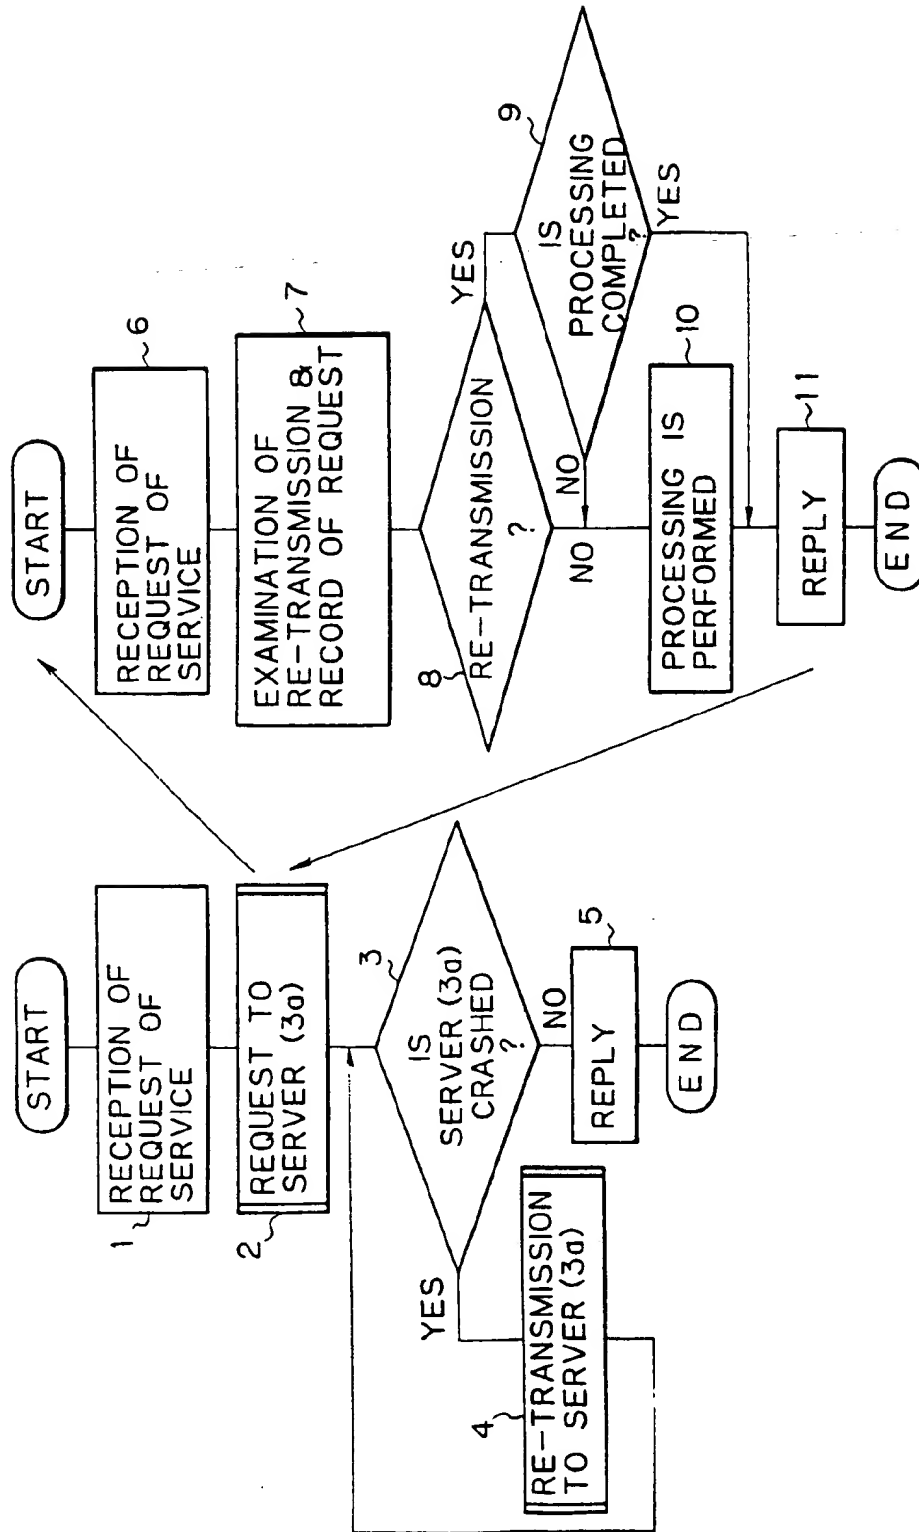 START
RECEPTION OF
REQUEST OF
SERVICE
1
REQUEST TO
SERVER (3a)
2
IS
SERVER (3a)
CRASHED
?
3
YES
NO
RE-TRANSMISSION
TO SERVER (3a)
4
REPLY
5
END
START
RECEPTION OF
REQUEST OF
SERVICE
6
EXAMINATION OF
RE-TRANSMISSION &
RECORD OF REQUEST
7
RE-TRANSMISSION
?
8
YES
NO
IS
PROCESSING
COMPLETED
?
9
NO
YES
PROCESSING IS
PERFORMED
10
REPLY
11
END